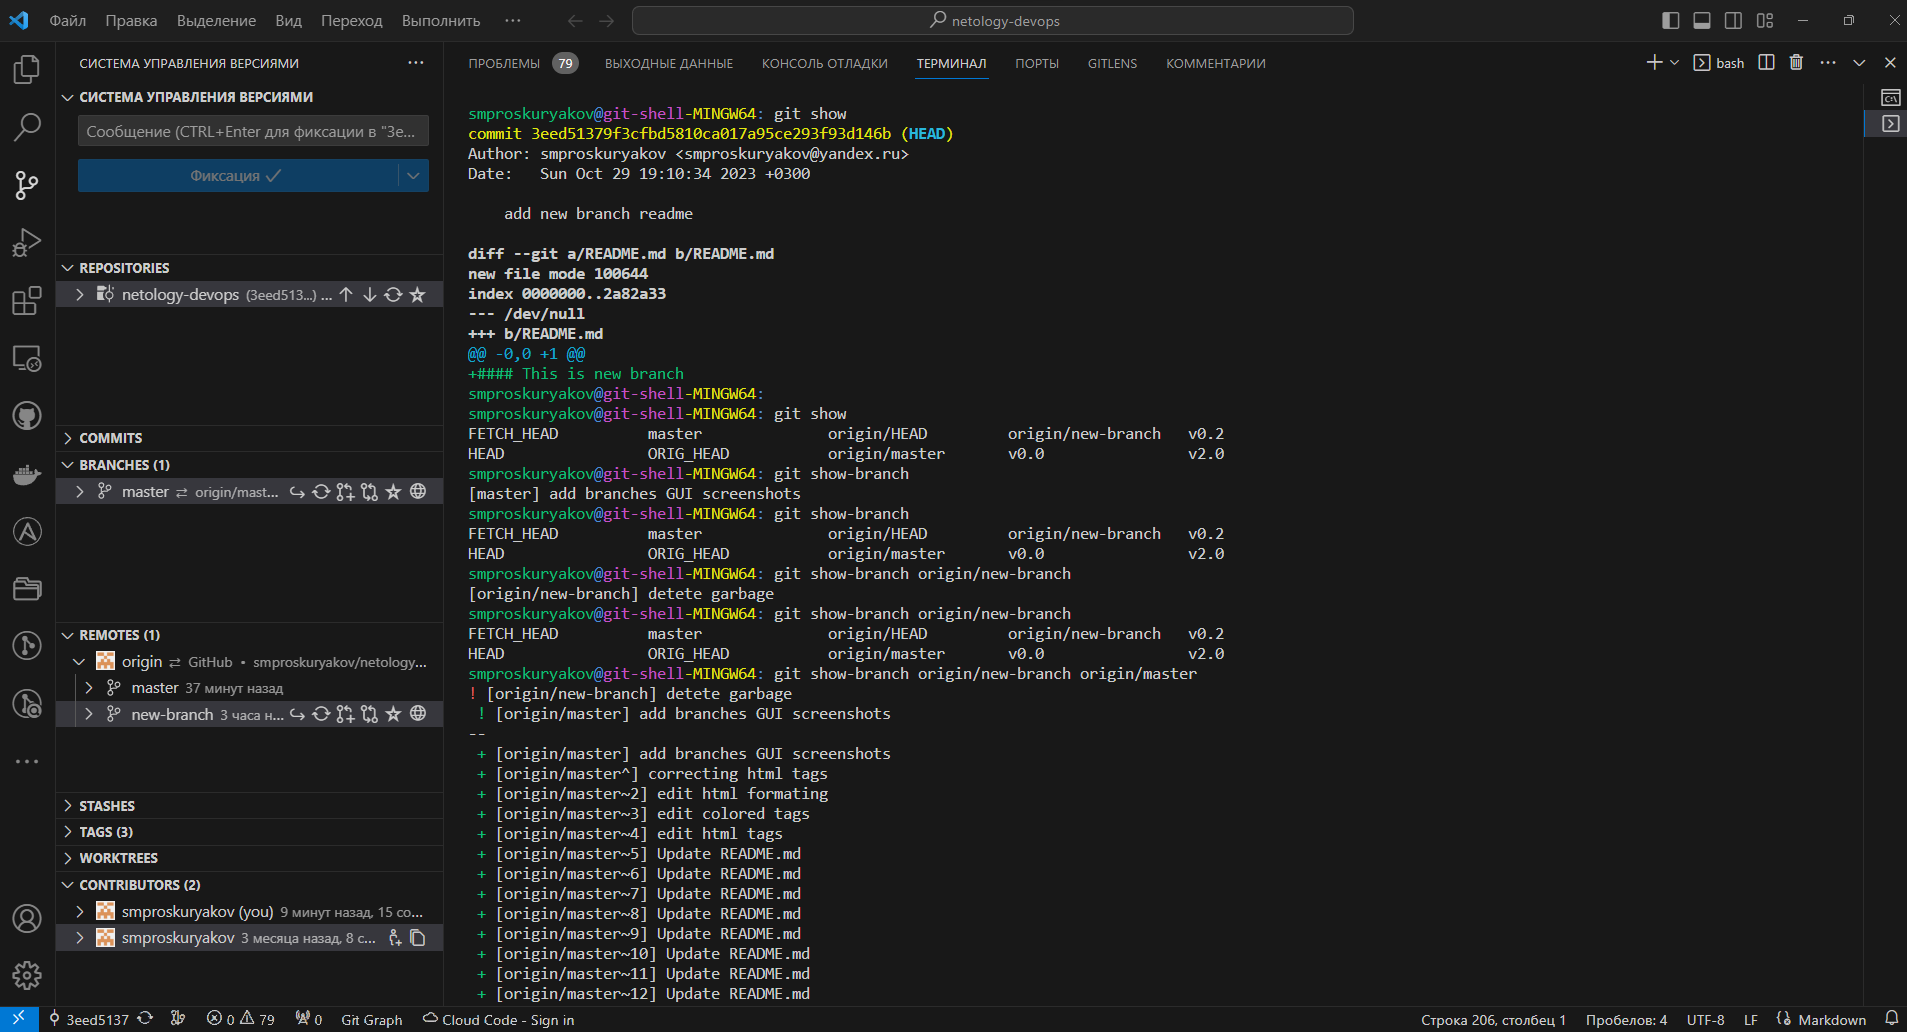 Файл Правка Выделение Вид Переход Выполнить ··· netology-devops
СИСТЕМА УПРАВЛЕНИЯ ВЕРСИЯМИ ···
СИСТЕМА УПРАВЛЕНИЯ ВЕРСИЯМИ
Сообщение (CTRL+Enter для фиксации в "3e...
Фиксация
REPOSITORIES
netology-devops (3eed513...) ...
COMMITS
BRANCHES (1)
master ⇄ origin/mast...
REMOTES (1)
origin ⇄ GitHub • smproskuryakov/netology...
master 37 минут назад
new-branch 3 часа н...
STASHES
TAGS (3)
WORKTREES
CONTRIBUTORS (2)
smproskuryakov (you) 9 минут назад, 15 со...
smproskuryakov 3 месяца назад, 8 с...
ПРОБЛЕМЫ 79 ВЫХОДНЫЕ ДАННЫЕ КОНСОЛЬ ОТЛАДКИ ТЕРМИНАЛ ПОРТЫ GITLENS КОММЕНТАРИИ bash ···
smproskuryakov@git-shell-MINGW64: git show
commit 3eed51379f3cfbd5810ca017a95ce293f93d146b (HEAD)
Author: smproskuryakov <smproskuryakov@yandex.ru>
Date:   Sun Oct 29 19:10:34 2023 +0300
    add new branch readme
diff --git a/README.md b/README.md
new file mode 100644
index 0000000..2a82a33
--- /dev/null
+++ b/README.md
@@ -0,0 +1 @@
+#### This is new branch
smproskuryakov@git-shell-MINGW64:
smproskuryakov@git-shell-MINGW64: git show
FETCH_HEAD          master              origin/HEAD         origin/new-branch   v0.2
HEAD                ORIG_HEAD           origin/master       v0.0                v2.0
smproskuryakov@git-shell-MINGW64: git show-branch
[master] add branches GUI screenshots
smproskuryakov@git-shell-MINGW64: git show-branch
FETCH_HEAD          master              origin/HEAD         origin/new-branch   v0.2
HEAD                ORIG_HEAD           origin/master       v0.0                v2.0
smproskuryakov@git-shell-MINGW64: git show-branch origin/new-branch
[origin/new-branch] detete garbage
smproskuryakov@git-shell-MINGW64: git show-branch origin/new-branch
FETCH_HEAD          master              origin/HEAD         origin/new-branch   v0.2
HEAD                ORIG_HEAD           origin/master       v0.0                v2.0
smproskuryakov@git-shell-MINGW64: git show-branch origin/new-branch origin/master
! [origin/new-branch] detete garbage
 ! [origin/master] add branches GUI screenshots
--
 + [origin/master] add branches GUI screenshots
 + [origin/master^] correcting html tags
 + [origin/master~2] edit html formating
 + [origin/master~3] edit colored tags
 + [origin/master~4] edit html tags
 + [origin/master~5] Update README.md
 + [origin/master~6] Update README.md
 + [origin/master~7] Update README.md
 + [origin/master~8] Update README.md
 + [origin/master~9] Update README.md
 + [origin/master~10] Update README.md
 + [origin/master~11] Update README.md
 + [origin/master~12] Update README.md
3eed5137 0 79 0 Git Graph Cloud Code - Sign in Строка 206, столбец 1 Пробелов: 4 UTF-8 LF Markdown